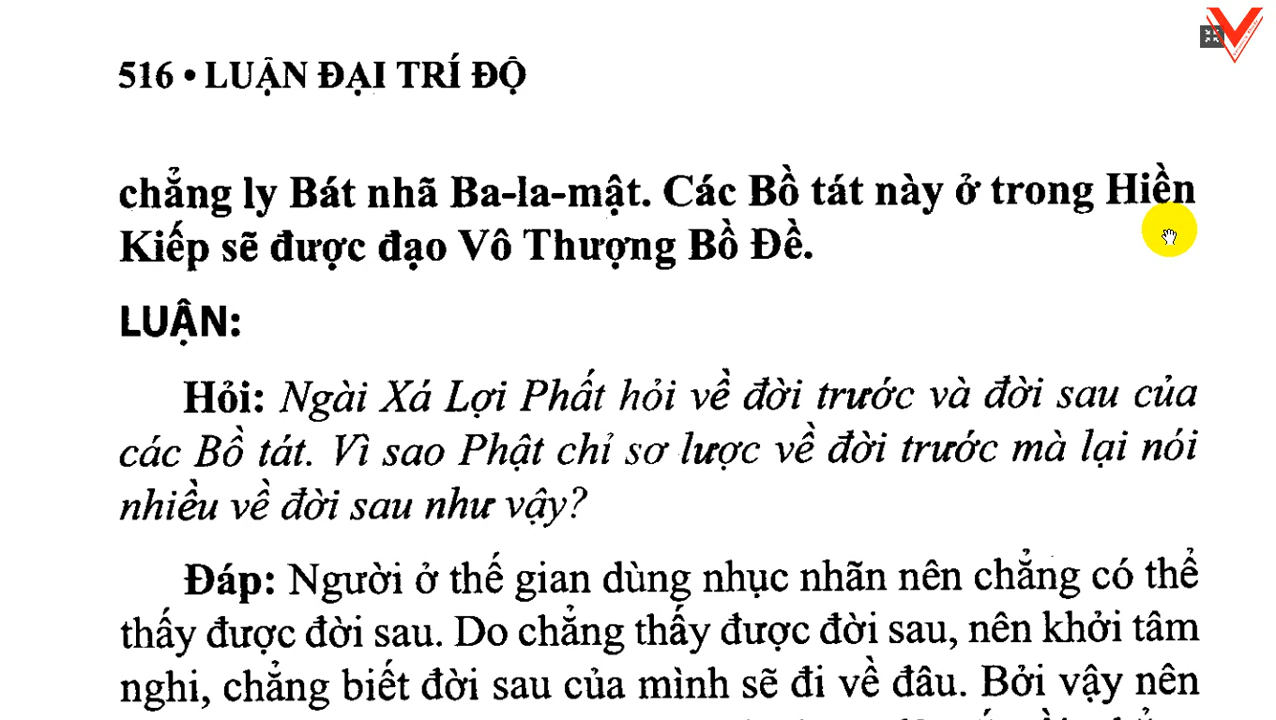 516 • LUẬN ĐẠI TRÍ ĐỘ
chẳng ly Bát nhã Ba-la-mật. Các Bồ tát này ở trong Hiền
Kiếp sẽ được đạo Vô Thượng Bồ Đề.
LUẬN:
Hỏi: Ngài Xá Lợi Phất hỏi về đời trước và đời sau của
các Bồ tát. Vì sao Phật chỉ sơ lược về đời trước mà lại nói
nhiều về đời sau như vậy?
Đáp: Người ở thế gian dùng nhục nhãn nên chẳng có thể
thấy được đời sau. Do chẳng thấy được đời sau, nên khởi tâm
nghi, chẳng biết đời sau của mình sẽ đi về đâu. Bởi vậy nên